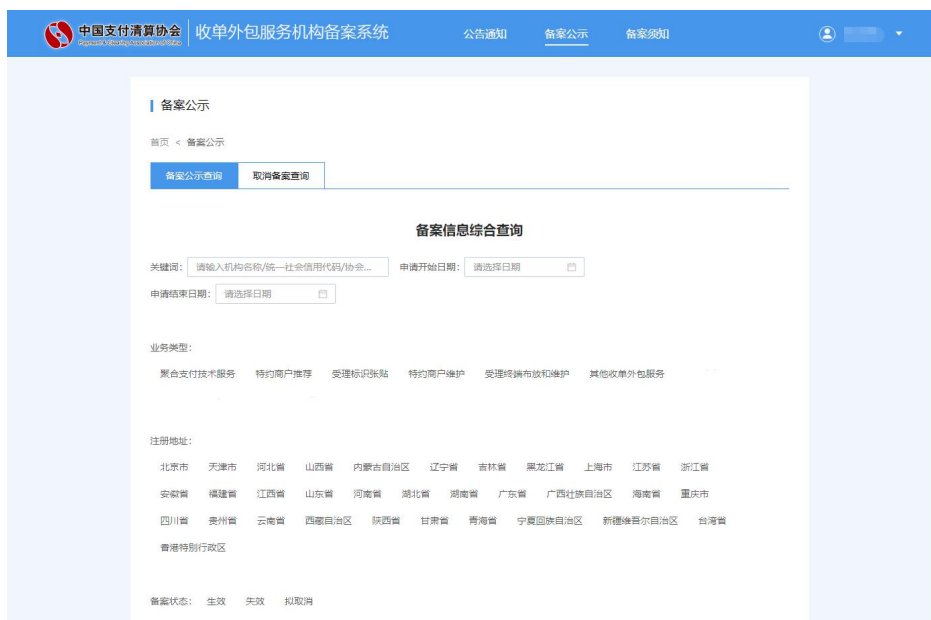 中国支付清算协会 收单外包服务机构备案系统 公告通知 备案公示 备案须知
Payment & Clearing Association of China
备案公示
首页 < 备案公示
备案公示查询 取消备案查询
备案信息综合查询
关键词： 请输入机构名称/统一社会信用代码/协会... 申请开始日期： 请选择日期
申请结束日期： 请选择日期
业务类型：
聚合支付技术服务 特约商户推荐 受理标识张贴 特约商户维护 受理终端布放和维护 其他收单外包服务
注册地址：
北京市 天津市 河北省 山西省 内蒙古自治区 辽宁省 吉林省 黑龙江省 上海市 江苏省 浙江省
安徽省 福建省 江西省 山东省 河南省 湖北省 湖南省 广东省 广西壮族自治区 海南省 重庆市
四川省 贵州省 云南省 西藏自治区 陕西省 甘肃省 青海省 宁夏回族自治区 新疆维吾尔自治区 台湾省
香港特别行政区
备案状态： 生效 失效 拟取消